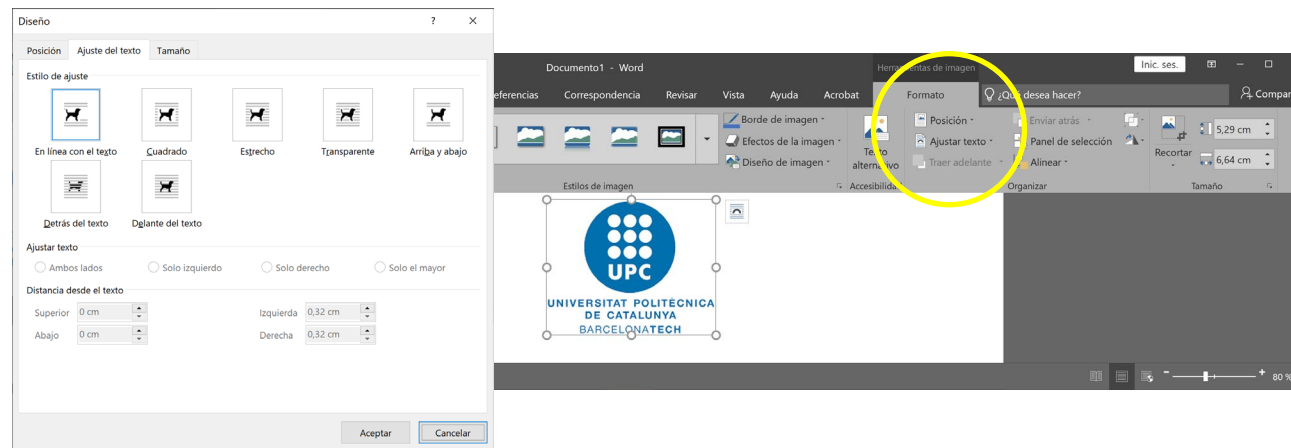 Diseño
?
×
Posición Ajuste del texto Tamaño
Estilo de ajuste
En línea con el texto Cuadrado Estrecho Transparente Arriba y abajo
Detrás del texto Delante del texto
Ajustar texto
Ambos lados Solo izquierdo Solo derecho Solo el mayor
Distancia desde el texto
Superior 0 cm Izquierda 0,32 cm
Abajo 0 cm Derecha 0,32 cm
Aceptar Cancelar
Documento1 - Word
Herramientas de imagen
Inic. ses.
eferencias Correspondencia Revisar Vista Ayuda Acrobat Formato ¿Qué desea hacer? Compar
Borde de imagen
Efectos de la imagen
Diseño de imagen
Estilos de imagen
Texto
alternativo
Accesibilida
Posición
Ajustar texto
Traer adelante
Enviar atrás
Panel de selección
Alinear
Organizar
Recortar
5,29 cm
6,64 cm
Tamaño
UPC
UNIVERSITAT POLITÈCNICA
DE CATALUNYA
BARCELONATECH
- + 80 %